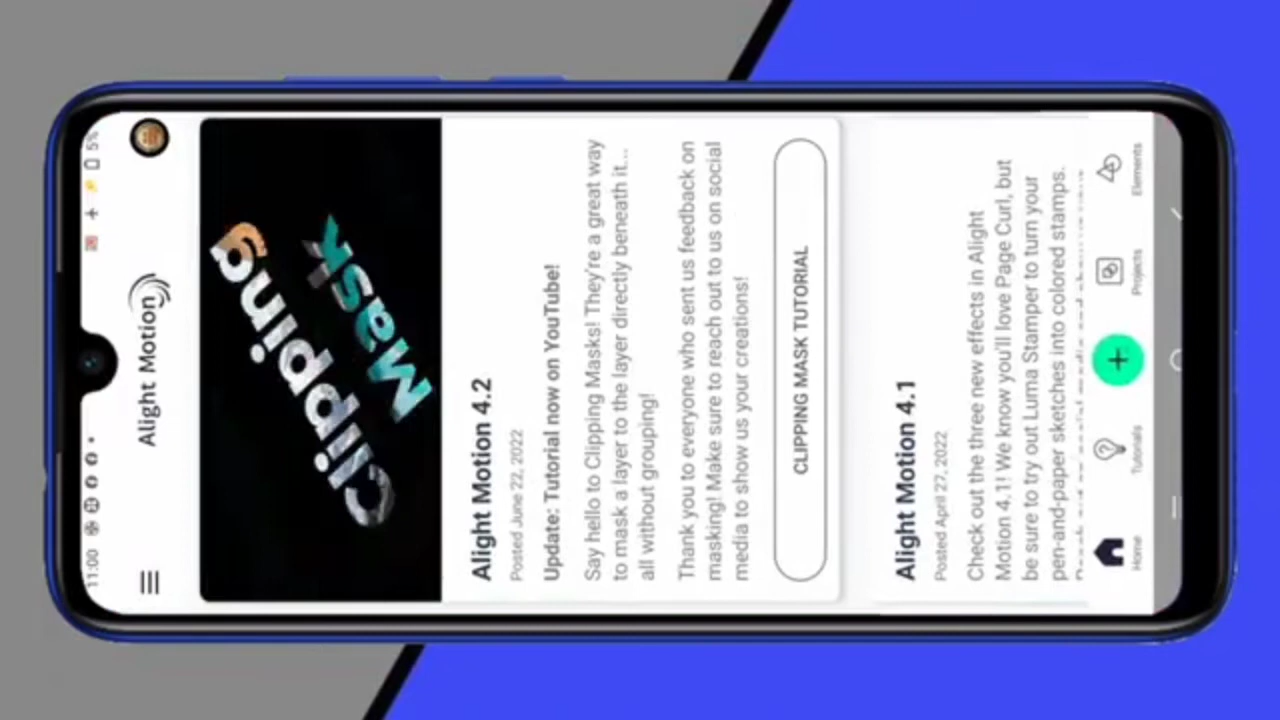 11:00
5%
Alight Motion
Clipping
Mask
Alight Motion 4.2
Posted June 22, 2022
Update: Tutorial now on YouTube!
Say hello to Clipping Masks! They're a great way
to mask a layer to the layer directly beneath it...
all without grouping!
Thank you to everyone who sent us feedback on
masking! Make sure to reach out to us on social
media to show us your creations!
CLIPPING MASK TUTORIAL
Alight Motion 4.1
Posted April 27, 2022
Check out the three new effects in Alight
Motion 4.1! We know you'll love Page Curl, but
be sure to try out Luma Stamper to turn your
pen-and-paper sketches into colored stamps.
Home
Tutorials
Projects
Elements